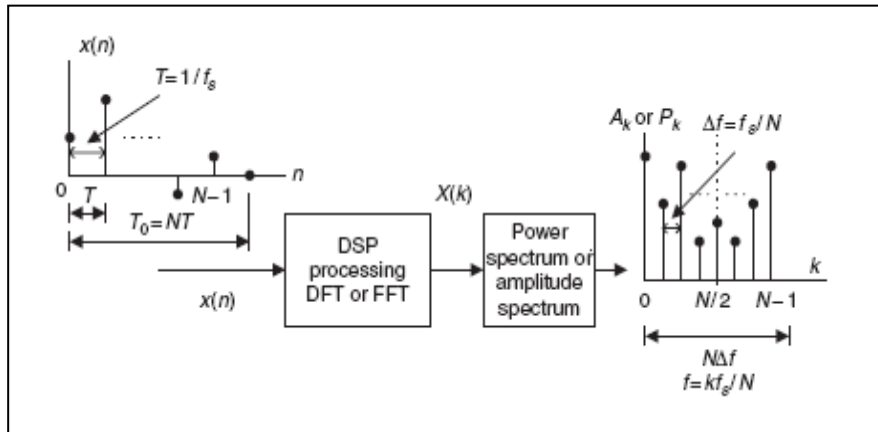 x(n)
T=1/fs
0
T
N−1
n
T0=NT
x(n)
DSP
processing
DFT or FFT
X(k)
Power
spectrum or
amplitude
spectrum
Ak or Pk
Δf=fs/N
0
N/2
N−1
k
NΔf
f=kfs/N